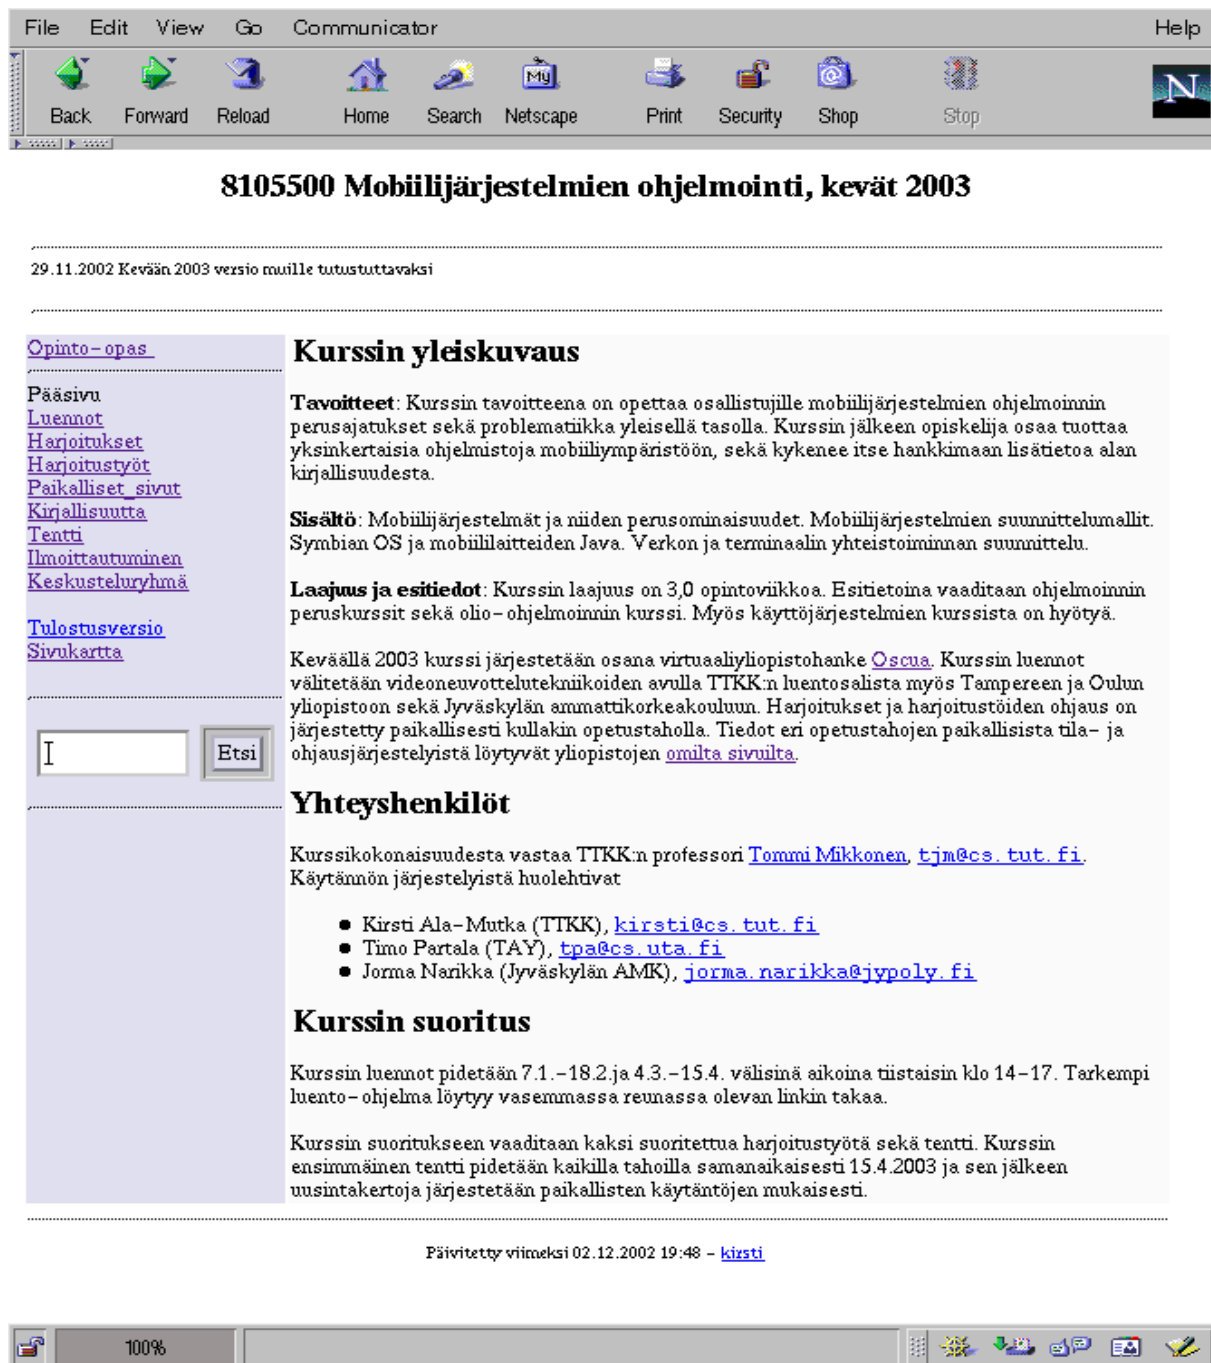 File Edit View Go Communicator Help
Back Forward Reload Home Search Netscape Print Security Shop Stop
My
N
8105500 Mobiilijärjestelmien ohjelmointi, kevät 2003
29.11.2002 Kevään 2003 versio muille tutustuttavaksi
Opinto-opas
Pääsivu
Luennot
Harjoitukset
Harjoitustyöt
Paikalliset_sivut
Kirjallisuutta
Tentti
Ilmoittautuminen
Keskusteluryhmä
Tulostusversio
Sivukartta
Etsi
Kurssin yleiskuvaus
Tavoitteet: Kurssin tavoitteena on opettaa osallistujille mobiilijärjestelmien ohjelmoinnin
perusajatukset sekä problematiikka yleisellä tasolla. Kurssin jälkeen opiskelija osaa tuottaa
yksinkertaisia ohjelmistoja mobiiliympäristöön, sekä kykenee itse hankkimaan lisätietoa alan
kirjallisuudesta.
Sisältö: Mobiilijärjestelmät ja niiden perusominaisuudet. Mobiilijärjestelmien suunnittelumallit.
Symbian OS ja mobiililaitteiden Java. Verkon ja terminaalin yhteistoiminnan suunnittelu.
Laajuus ja esitiedot: Kurssin laajuus on 3,0 opintoviikkoa. Esitietoina vaaditaan ohjelmoinnin
peruskurssit sekä olio-ohjelmoinnin kurssi. Myös käyttöjärjestelmien kurssista on hyötyä.
Keväällä 2003 kurssi järjestetään osana virtuaaliyliopistohanke Oscua. Kurssin luennot
välitetään videoneuvottelutekniikoiden avulla TTKK:n luentosalista myös Tampereen ja Oulun
yliopistoon sekä Jyväskylän ammattikorkeakouluun. Harjoitukset ja harjoitustöiden ohjaus on
järjestetty paikallisesti kullakin opetustaholla. Tiedot eri opetustahojen paikallisista tila- ja
ohjausjärjestelyistä löytyvät yliopistojen omilta sivuilta.
Yhteyshenkilöt
Kurssikokonaisuudesta vastaa TTKK:n professori Tommi Mikkonen, tjm@cs.tut.fi.
Käytännön järjestelyistä huolehtivat
● Kirsti Ala-Mutka (TTKK), kirsti@cs.tut.fi
● Timo Partala (TAY), tpa@cs.uta.fi
● Jorma Narikka (Jyväskylän AMK), jorma.narikka@jypoly.fi
Kurssin suoritus
Kurssin luennot pidetään 7.1.-18.2.ja 4.3.-15.4. välisinä aikoina tiistaisin klo 14-17. Tarkempi
luento-ohjelma löytyy vasemmassa reunassa olevan linkin takaa.
Kurssin suoritukseen vaaditaan kaksi suoritettua harjoitustyötä sekä tentti. Kurssin
ensimmäinen tentti pidetään kaikilla tahoilla samanaikaisesti 15.4.2003 ja sen jälkeen
uusintakertoja järjestetään paikallisten käytäntöjen mukaisesti.
Päivitetty viimeksi 02.12.2002 19:48 - kirsti
100%